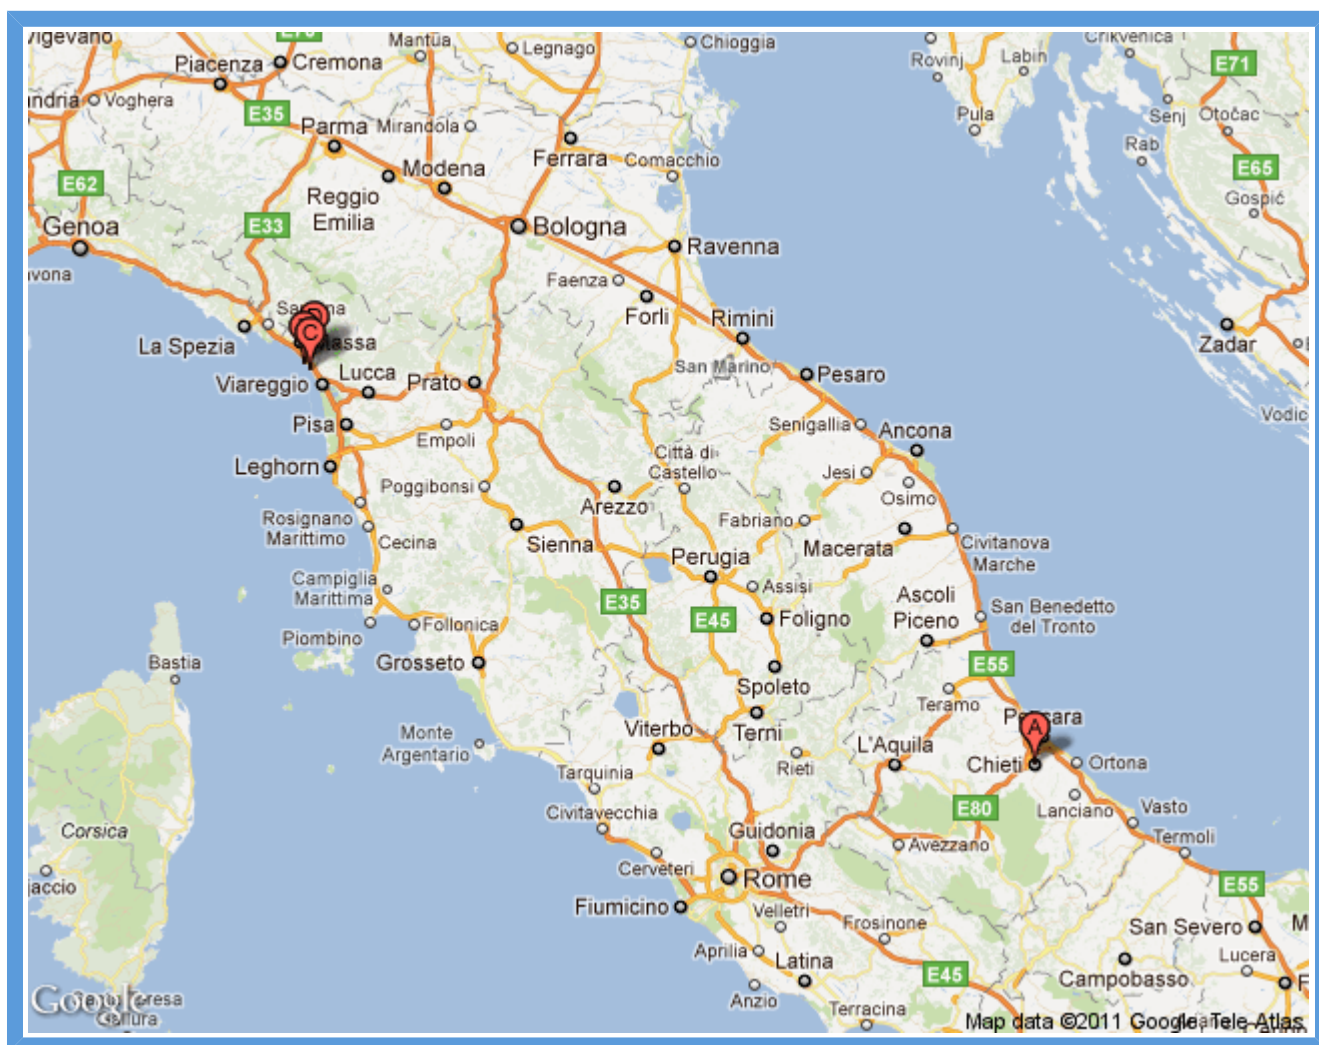 Mantua
Legnago
Chioggia
Crikvenica
Piacenza
Cremona
Rovinj
Labin
E71
Voghera
E35
Parma
Mirandola
Pula
Senj
Otočac
Ferrara
Comacchio
Rab
E65
Modena
E62
Reggio
Emilia
Gospić
Genoa
E33
Bologna
Ravenna
Faenza
Forli
Rimini
La Spezia
C
Zadar
San Marino
Pesaro
Viareggio
Lucca
Prato
Pisa
Empoli
Senigallia
Ancona
Leghorn
Città di
Castello
Jesi
Osimo
Poggibonsi
Arezzo
Rosignano
Marittimo
Cecina
Sienna
Fabriano
Macerata
Civitanova
Marche
Perugia
Assisi
Campiglia
Marittima
E35
E45
Foligno
Ascoli
Piceno
San Benedetto
del Tronto
Piombino
Follonica
Bastia
Grosseto
Spoleto
E55
Teramo
Monte
Argentario
Viterbo
Terni
A
L'Aquila
Chieti
Ortona
Tarquinia
Rieti
Civitavecchia
E80
Lanciano
Vasto
Corsica
Guidonia
Avezzano
Termoli
Cerveteri
Rome
E55
Fiumicino
Velletri
Frosinone
San Severo
Aprilia
Latina
E45
Campobasso
Lucera
Google
Anzio
Terracina
Map data ©2011 Google, Tele Atlas